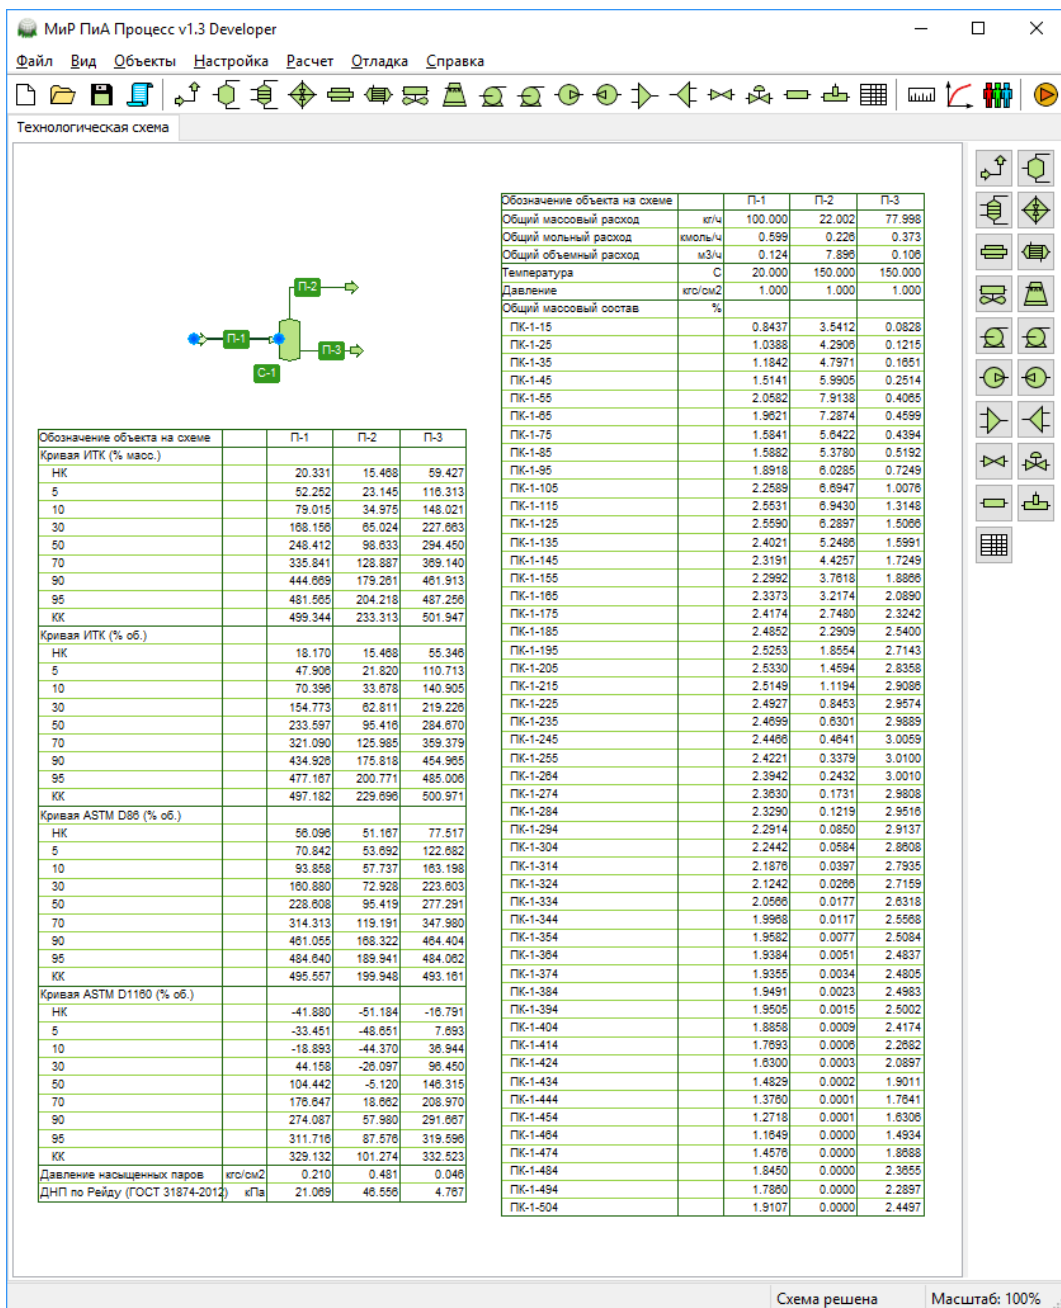 МиР ПиА Процесс v1.3 Developer
Файл Вид Объекты Настройка Расчет Отладка Справка
Технологическая схема
П-2
П-1
П-3
С-1
Обозначение объекта на схеме П-1 П-2 П-3
Кривая ИТК (% масс.)
НК 20.331 15.468 59.427
5 52.252 23.145 116.313
10 79.015 34.975 148.021
30 168.156 65.024 227.663
50 248.412 98.633 294.450
70 335.841 128.887 369.140
90 444.669 179.261 461.913
95 481.565 204.218 487.256
КК 499.344 233.313 501.947
Кривая ИТК (% об.)
НК 18.170 15.468 55.346
5 47.906 21.820 110.713
10 70.396 33.678 140.905
30 154.773 62.811 219.226
50 233.597 95.416 284.670
70 321.090 125.985 359.379
90 434.926 175.818 454.965
95 477.167 200.771 485.006
КК 497.182 229.696 500.971
Кривая ASTM D86 (% об.)
НК 56.096 51.167 77.517
5 70.842 53.692 122.682
10 93.858 57.737 163.198
30 160.880 72.928 223.603
50 228.608 95.419 277.291
70 314.313 119.191 347.980
90 461.055 168.322 464.404
95 484.640 189.941 484.062
КК 495.557 199.948 493.161
Кривая ASTM D1160 (% об.)
НК -41.880 -51.184 -16.791
5 -33.451 -48.651 7.693
10 -18.893 -44.370 36.944
30 44.158 -26.097 96.450
50 104.442 -5.120 146.315
70 176.647 18.662 208.970
90 274.087 57.980 291.667
95 311.716 87.576 319.596
КК 329.132 101.274 332.523
Давление насыщенных паров кгс/см2 0.210 0.481 0.046
ДНП по Рейду (ГОСТ 31874-2012) кПа 21.069 46.556 4.767
Обозначение объекта на схеме П-1 П-2 П-3
Общий массовый расход кг/ч 100.000 22.002 77.998
Общий мольный расход кмоль/ч 0.599 0.226 0.373
Общий объемный расход м3/ч 0.124 7.896 0.106
Температура С 20.000 150.000 150.000
Давление кгс/см2 1.000 1.000 1.000
Общий массовый состав %
ПК-1-15 0.8437 3.5412 0.0828
ПК-1-25 1.0388 4.2906 0.1215
ПК-1-35 1.1842 4.7971 0.1651
ПК-1-45 1.5141 5.9905 0.2514
ПК-1-55 2.0582 7.9138 0.4065
ПК-1-65 1.9621 7.2874 0.4599
ПК-1-75 1.5841 5.6422 0.4394
ПК-1-85 1.5882 5.3780 0.5192
ПК-1-95 1.8918 6.0285 0.7249
ПК-1-105 2.2589 6.6947 1.0076
ПК-1-115 2.5531 6.9430 1.3148
ПК-1-125 2.5590 6.2897 1.5066
ПК-1-135 2.4021 5.2486 1.5991
ПК-1-145 2.3191 4.4257 1.7249
ПК-1-155 2.2992 3.7618 1.8866
ПК-1-165 2.3373 3.2174 2.0890
ПК-1-175 2.4174 2.7480 2.3242
ПК-1-185 2.4852 2.2909 2.5400
ПК-1-195 2.5253 1.8554 2.7143
ПК-1-205 2.5330 1.4594 2.8358
ПК-1-215 2.5149 1.1194 2.9086
ПК-1-225 2.4927 0.8453 2.9574
ПК-1-235 2.4699 0.6301 2.9889
ПК-1-245 2.4466 0.4641 3.0059
ПК-1-255 2.4221 0.3379 3.0100
ПК-1-264 2.3942 0.2432 3.0010
ПК-1-274 2.3630 0.1731 2.9808
ПК-1-284 2.3290 0.1219 2.9516
ПК-1-294 2.2914 0.0850 2.9137
ПК-1-304 2.2442 0.0584 2.8608
ПК-1-314 2.1876 0.0397 2.7935
ПК-1-324 2.1242 0.0266 2.7159
ПК-1-334 2.0566 0.0177 2.6318
ПК-1-344 1.9968 0.0117 2.5568
ПК-1-354 1.9582 0.0077 2.5084
ПК-1-364 1.9384 0.0051 2.4837
ПК-1-374 1.9355 0.0034 2.4805
ПК-1-384 1.9491 0.0023 2.4983
ПК-1-394 1.9505 0.0015 2.5002
ПК-1-404 1.8858 0.0009 2.4174
ПК-1-414 1.7693 0.0006 2.2682
ПК-1-424 1.6300 0.0003 2.0897
ПК-1-434 1.4829 0.0002 1.9011
ПК-1-444 1.3760 0.0001 1.7641
ПК-1-454 1.2718 0.0001 1.6306
ПК-1-464 1.1649 0.0000 1.4934
ПК-1-474 1.4576 0.0000 1.8688
ПК-1-484 1.8450 0.0000 2.3655
ПК-1-494 1.7860 0.0000 2.2897
ПК-1-504 1.9107 0.0000 2.4497
Схема решена Масштаб: 100%